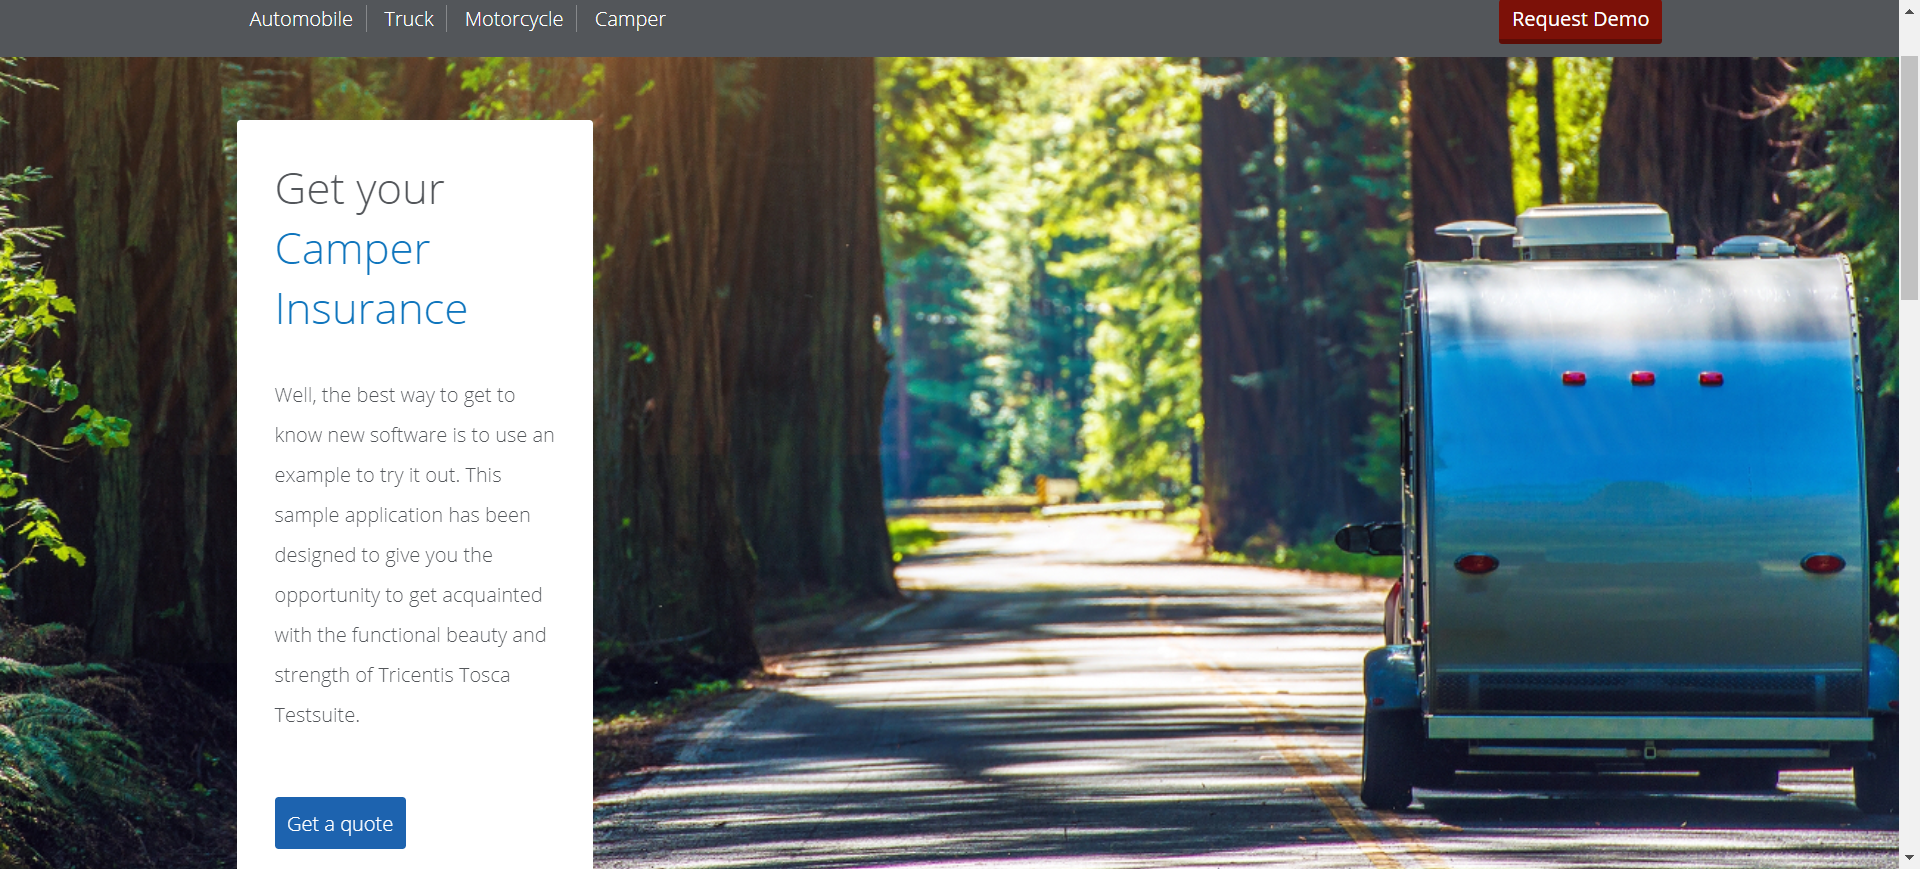 Automobile Truck Motorcycle Camper Request Demo
Get your
Camper
Insurance
Well, the best way to get to
know new software is to use an
example to try it out. This
sample application has been
designed to give you the
opportunity to get acquainted
with the functional beauty and
strength of Tricentis Tosca
Testsuite.
Get a quote